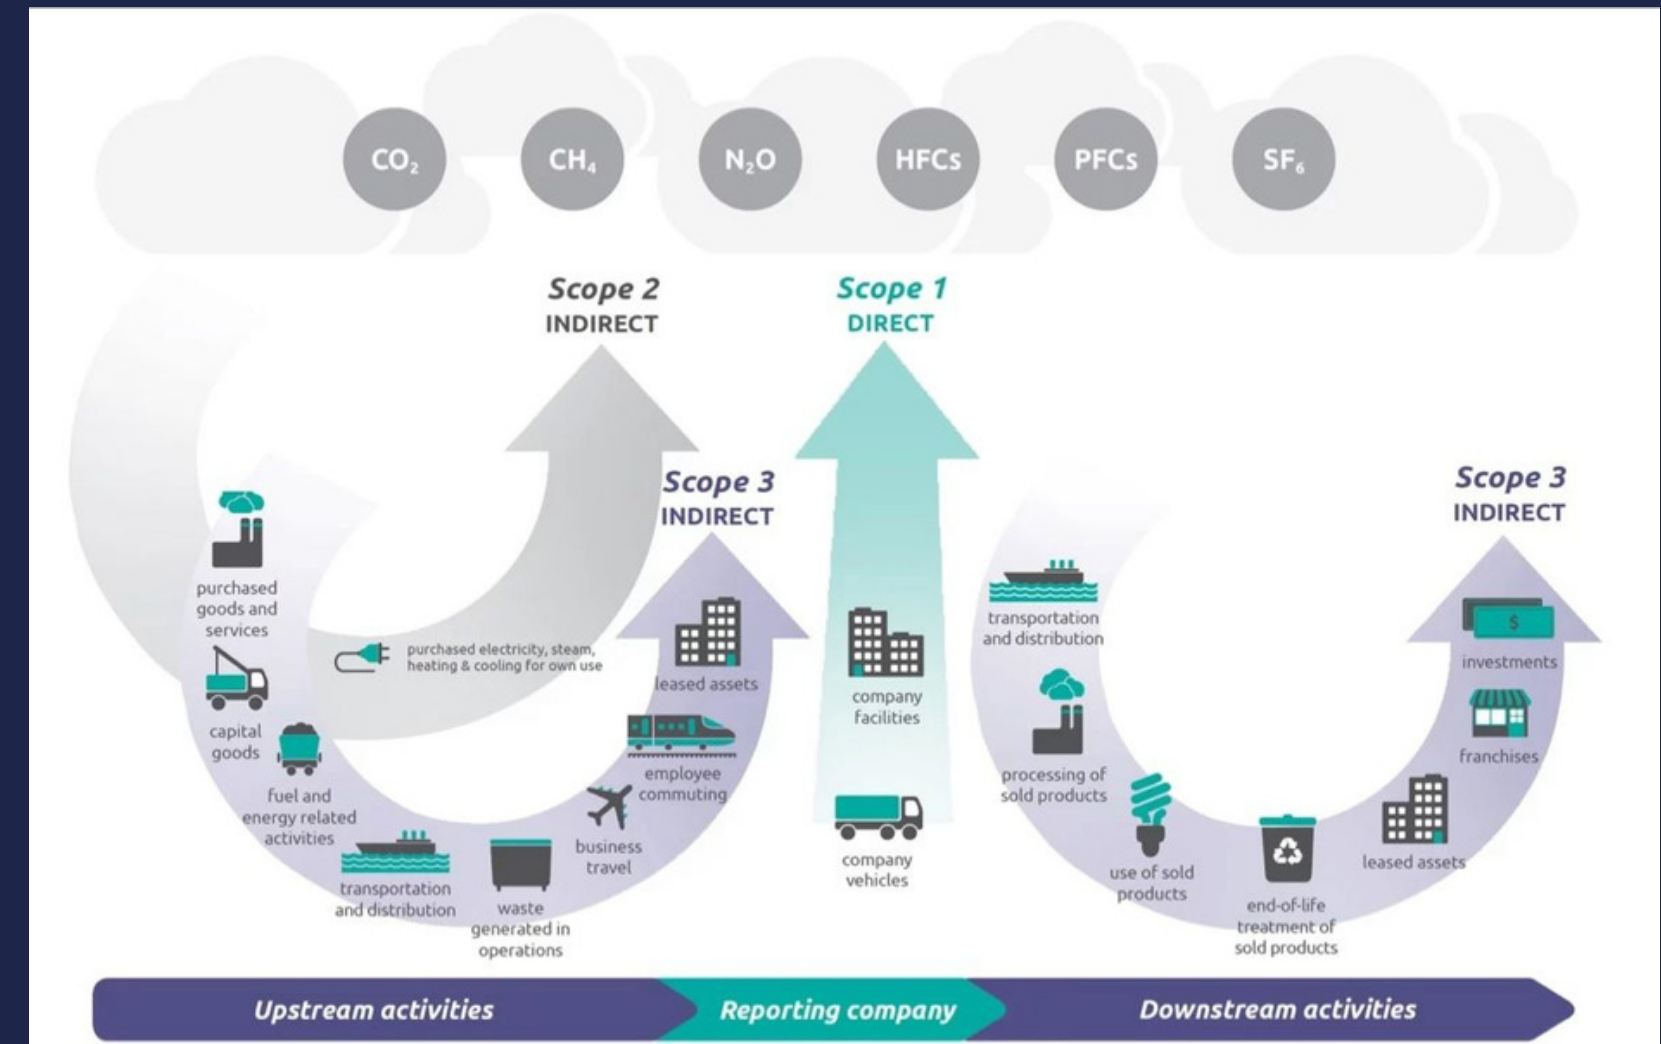 CO₂
CH₄
N₂O
HFCs
PFCs
SF₆
Scope 2
INDIRECT
Scope 1
DIRECT
Scope 3
INDIRECT
Scope 3
INDIRECT
purchased
goods and
services
capital
goods
fuel and
energy related
activities
transportation
and distribution
waste
generated in
operations
business
travel
employee
commuting
leased assets
purchased electricity, steam,
heating & cooling for own use
company
facilities
company
vehicles
transportation
and distribution
processing of
sold products
use of sold
products
end-of-life
treatment of
sold products
leased assets
franchises
investments
$
Upstream activities
Reporting company
Downstream activities